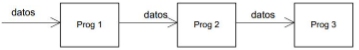 datos
Prog 1
datos
Prog 2
datos
Prog 3